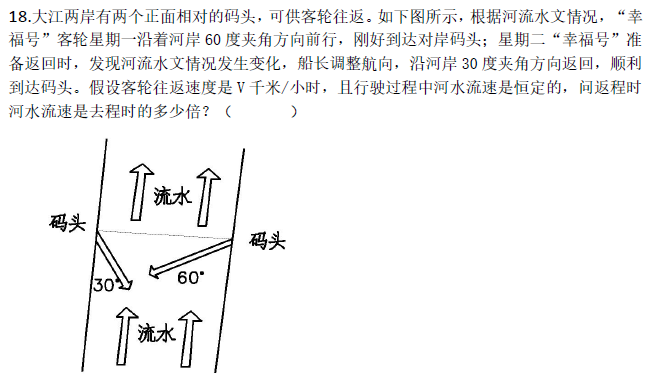 18.大江两岸有两个正面相对的码头，可供客轮往返。如下图所示，根据河流水文情况，“幸
福号”客轮星期一沿着河岸 60 度夹角方向前行，刚好到达对岸码头；星期二“幸福号”准
备返回时，发现河流水文情况发生变化，船长调整航向，沿河岸 30 度夹角方向返回，顺利
到达码头。假设客轮往返速度是 V 千米/小时，且行驶过程中河水流速是恒定的，问返程时
河水流速是去程时的多少倍？（　　）
流水
码头
码头
30°
60°
流水